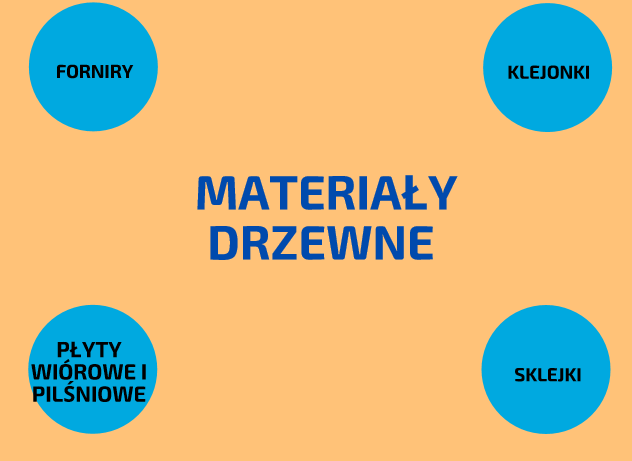 FORNIRY
KLEJONKI
MATERIAŁY
DRZEWNE
PŁYTY
WIÓROWE I
PILŚNIOWE
SKLEJKI